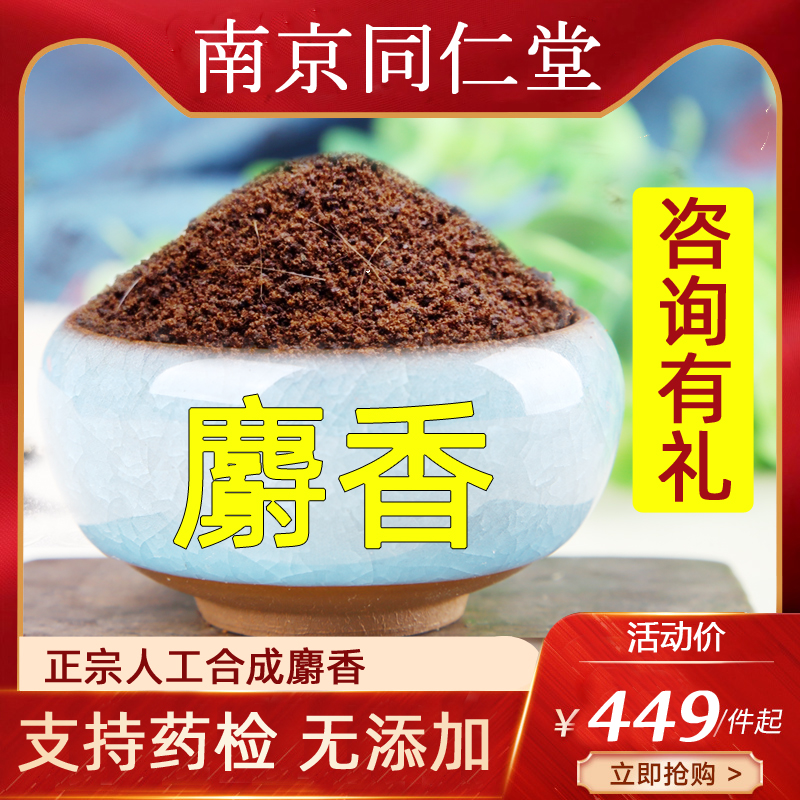 南京同仁堂
咨询有礼
麝香
正宗人工合成麝香
支持药检 无添加
活动价
¥449/件起
立即抢购 >